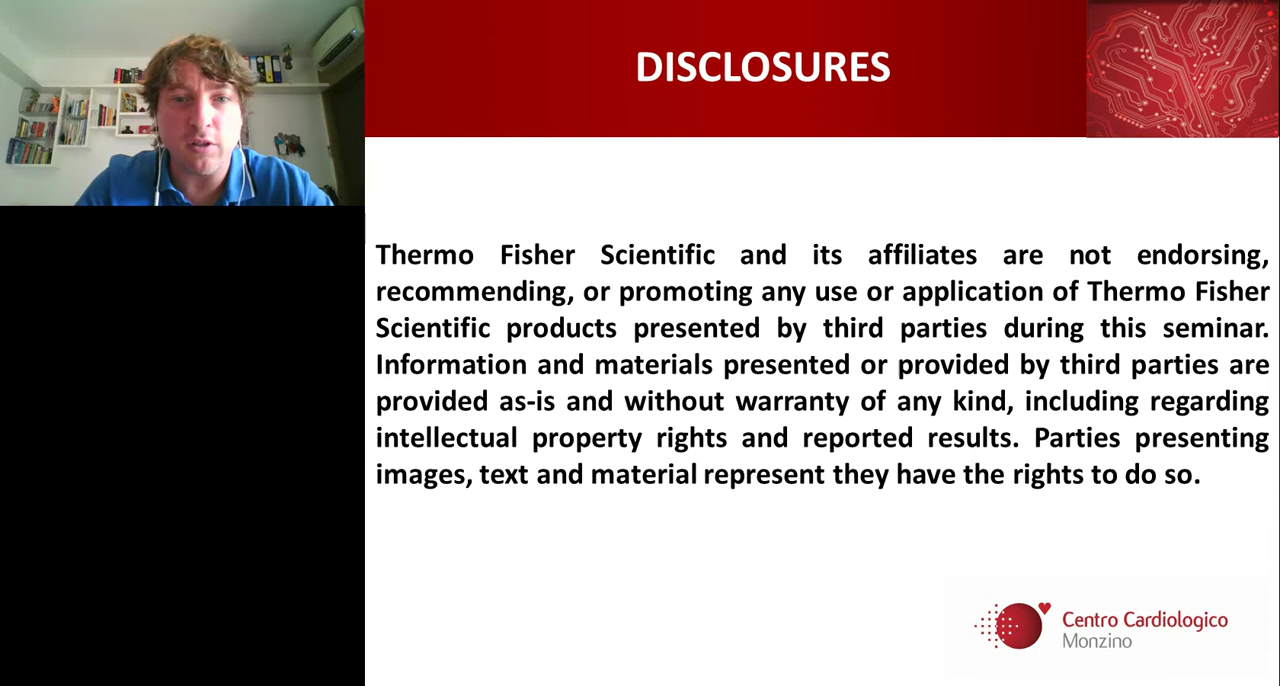 DISCLOSURES
Thermo Fisher Scientific and its affiliates are not endorsing,
recommending, or promoting any use or application of Thermo Fisher
Scientific products presented by third parties during this seminar.
Information and materials presented or provided by third parties are
provided as-is and without warranty of any kind, including regarding
intellectual property rights and reported results. Parties presenting
images, text and material represent they have the rights to do so.
Centro Cardiologico
Monzino